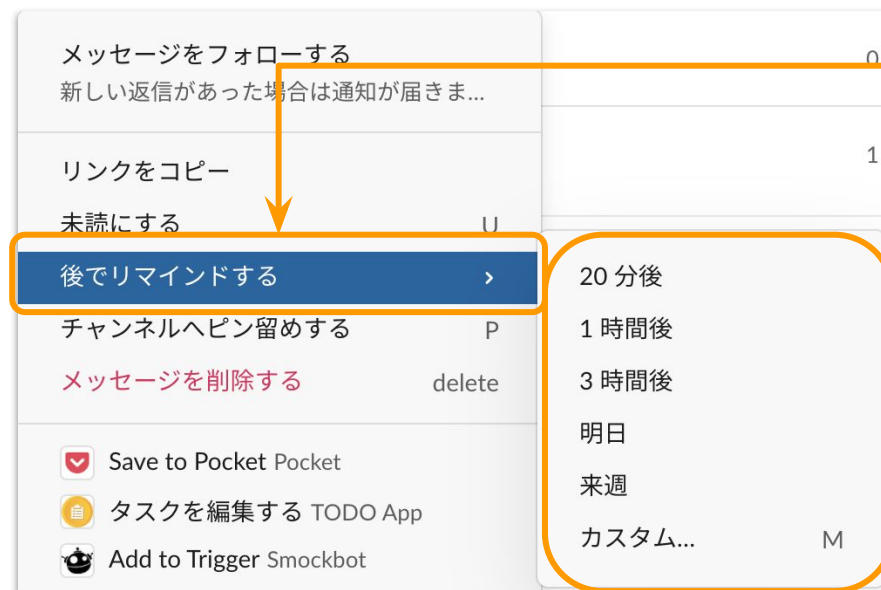 メッセージをフォローする
新しい返信があった場合は通知が届きま...
0
1
リンクをコピー
未読にする U
後でリマインドする >
チャンネルへピン留めする P
メッセージを削除する delete
Save to Pocket Pocket
タスクを編集する TODO App
Add to Trigger Smockbot
20 分後
1 時間後
3 時間後
明日
来週
カスタム... M